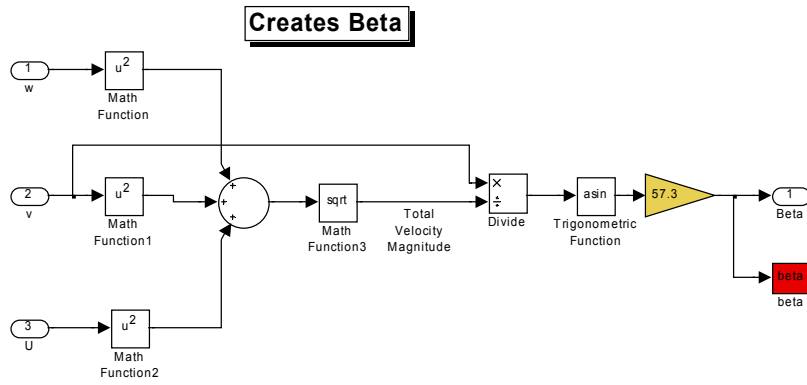 Creates Beta
1
w
u2
Math
Function
2
v
u2
Math
Function1
3
U
u2
Math
Function2
+
+
+
sqrt
Math
Function3
Total
Velocity
Magnitude
×
÷
Divide
asin
Trigonometric
Function
57.3
1
Beta
beta
beta